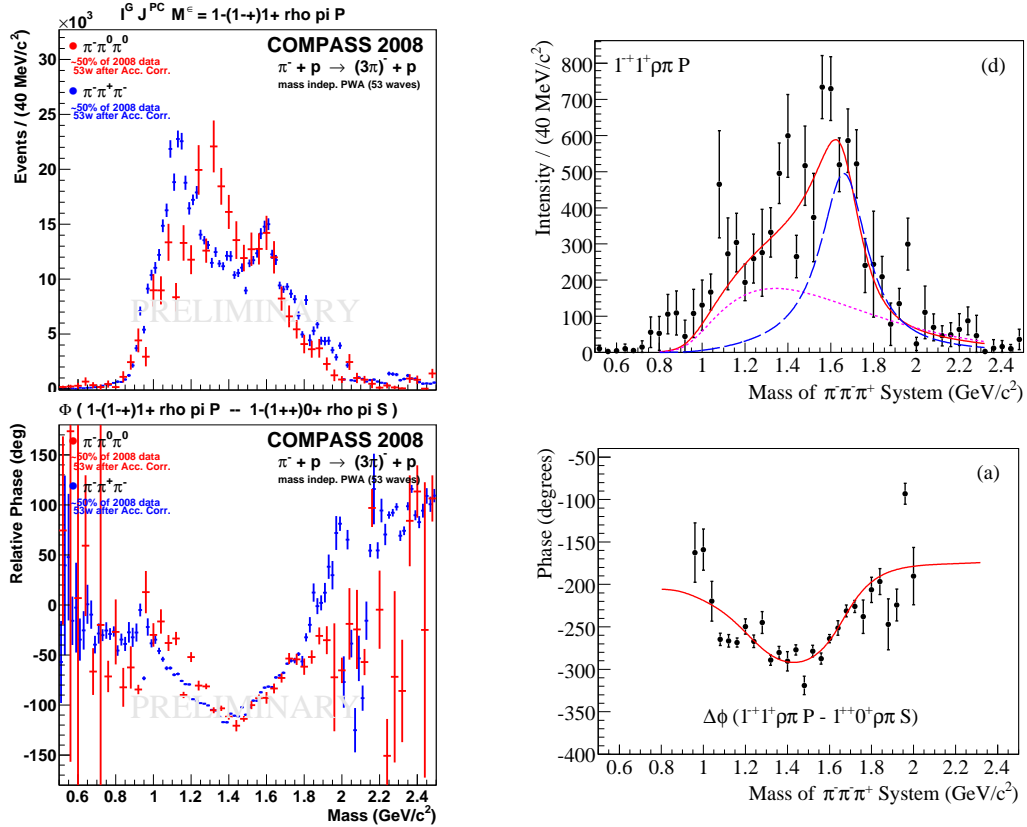 I^G J^PC M^ϵ = 1-(1-+)1+ rho pi P
×10^3
Events / (40 MeV/c²)
30
25
20
15
10
5
0
π⁻π⁰π⁰
~50% of 2008 data
53w after Acc. Corr.
π⁻π⁺π⁻
~50% of 2008 data
53w after Acc. Corr.
COMPASS 2008
π⁻ + p → (3π)⁻ + p
mass indep. PWA (53 waves)
PRELIMINARY
Φ ( 1-(1-+)1+ rho pi P -- 1-(1++)0+ rho pi S )
Relative Phase (deg)
150
100
50
0
-50
-100
-150
π⁻π⁰π⁰
~50% of 2008 data
53w after Acc. Corr.
π⁻π⁺π⁻
~50% of 2008 data
53w after Acc. Corr.
COMPASS 2008
π⁻ + p → (3π)⁻ + p
mass indep. PWA (53 waves)
PRELIMINARY
0.6 0.8 1 1.2 1.4 1.6 1.8 2 2.2 2.4
Mass (GeV/c²)
Intensity / (40 MeV/c²)
800
700
600
500
400
300
200
100
0
1⁻⁺1⁺ρπ P
(d)
0.6 0.8 1 1.2 1.4 1.6 1.8 2 2.2 2.4
Mass of π⁻π⁻π⁺ System (GeV/c²)
Phase (degrees)
-50
-100
-150
-200
-250
-300
-350
-400
(a)
Δϕ (1⁻⁺1⁺ρπ P - 1⁺⁺0⁺ρπ S)
0.6 0.8 1 1.2 1.4 1.6 1.8 2 2.2 2.4
Mass of π⁻π⁻π⁺ System (GeV/c²)